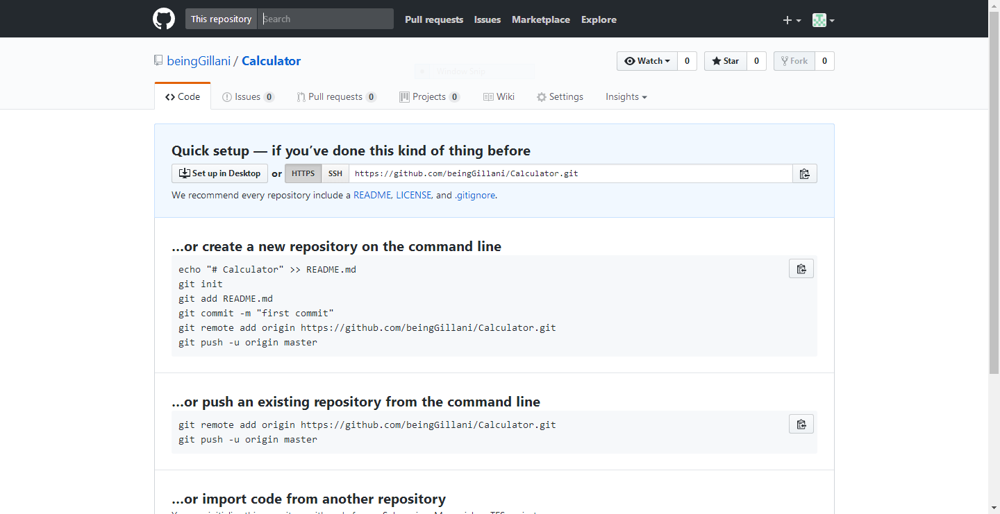 This repository Search Pull requests Issues Marketplace Explore
beingGillani / Calculator
Watch 0 Star 0 Fork 0
Window Snip
Code Issues 0 Pull requests 0 Projects 0 Wiki Settings Insights
Quick setup — if you’ve done this kind of thing before
Set up in Desktop or HTTPS SSH https://github.com/beingGillani/Calculator.git
We recommend every repository include a README, LICENSE, and .gitignore.
…or create a new repository on the command line
echo "# Calculator" >> README.md
git init
git add README.md
git commit -m "first commit"
git remote add origin https://github.com/beingGillani/Calculator.git
git push -u origin master
…or push an existing repository from the command line
git remote add origin https://github.com/beingGillani/Calculator.git
git push -u origin master
…or import code from another repository